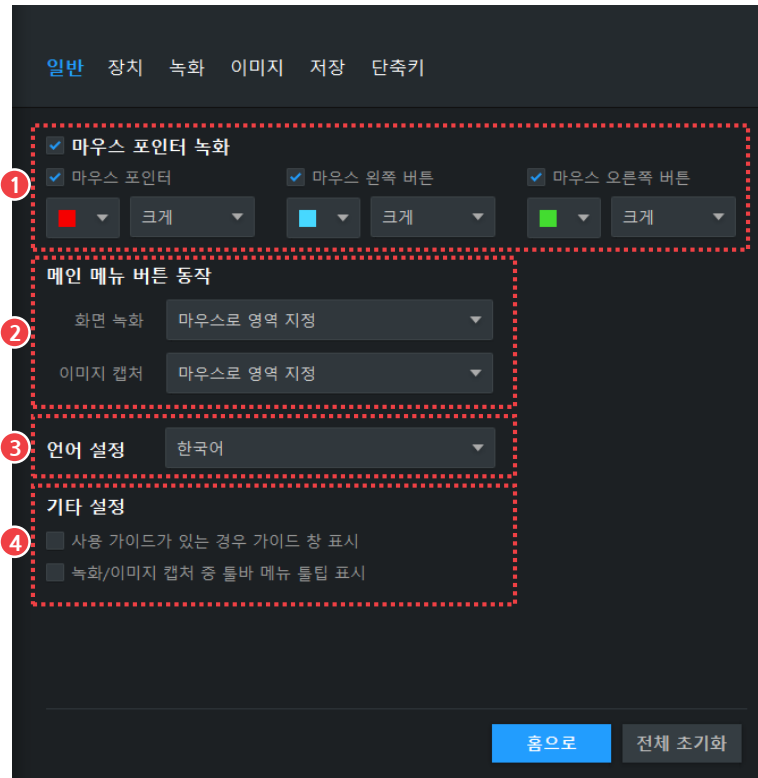 일반 장치 녹화 이미지 저장 단축키
마우스 포인터 녹화
1
마우스 포인터 마우스 왼쪽 버튼 마우스 오른쪽 버튼
크게 크게 크게
메인 메뉴 버튼 동작
2
화면 녹화 마우스로 영역 지정
이미지 캡처 마우스로 영역 지정
3
언어 설정 한국어
기타 설정
4
사용 가이드가 있는 경우 가이드 창 표시
녹화/이미지 캡처 중 툴바 메뉴 툴팁 표시
홈으로 전체 초기화